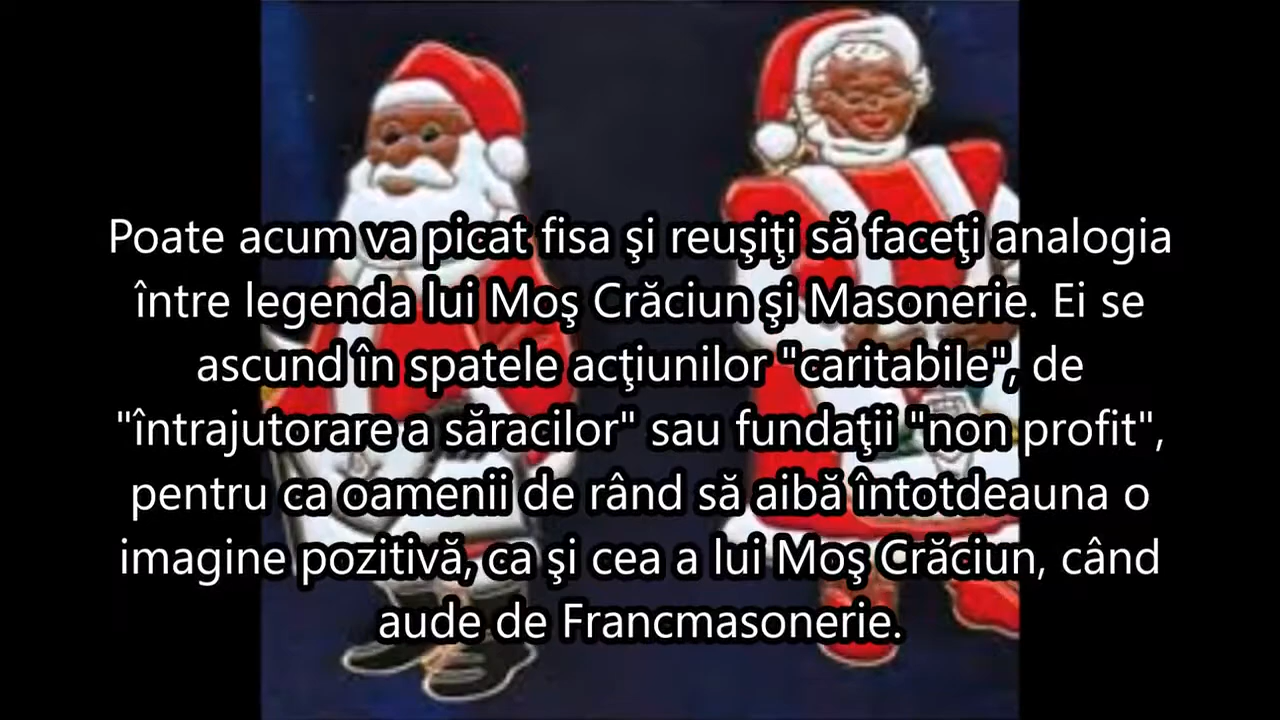 Poate acum va picat fisa şi reuşiţi să faceţi analogia
între legenda lui Moş Crăciun şi Masonerie. Ei se
ascund în spatele acţiunilor "caritabile", de
"întrajutorare a săracilor" sau fundaţii "non profit",
pentru ca oamenii de rând să aibă întotdeauna o
imagine pozitivă, ca şi cea a lui Moş Crăciun, când
aude de Francmasonerie.